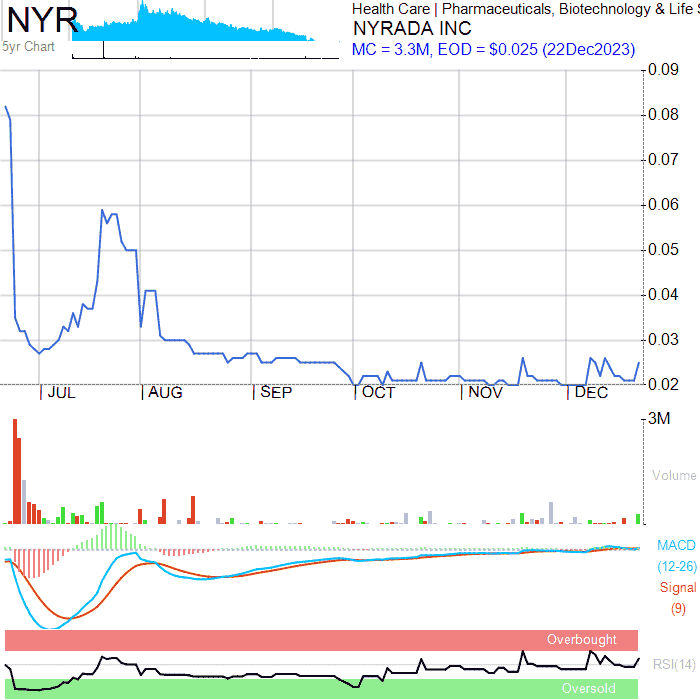 NYR
5yr Chart
Health Care | Pharmaceuticals, Biotechnology & Life S
NYRADA INC
MC = 3.3M, EOD = $0.025 (22Dec2023)
0.09
0.08
0.07
0.06
0.05
0.04
0.03
0.02
JUL
AUG
SEP
OCT
NOV
DEC
3M
Volume
MACD
(12-26)
Signal
(9)
Overbought
RSI(14)
Oversold